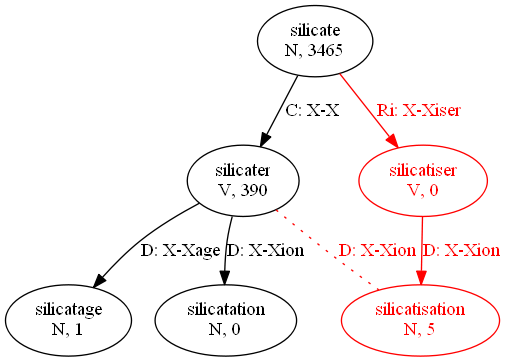 silicate
N, 3465
C: X-X
Ri: X-Xiser
silicater
V, 390
silicatiser
V, 0
D: X-Xage
D: X-Xion
D: X-Xion
D: X-Xion
silicatage
N, 1
silicatation
N, 0
silicatisation
N, 5